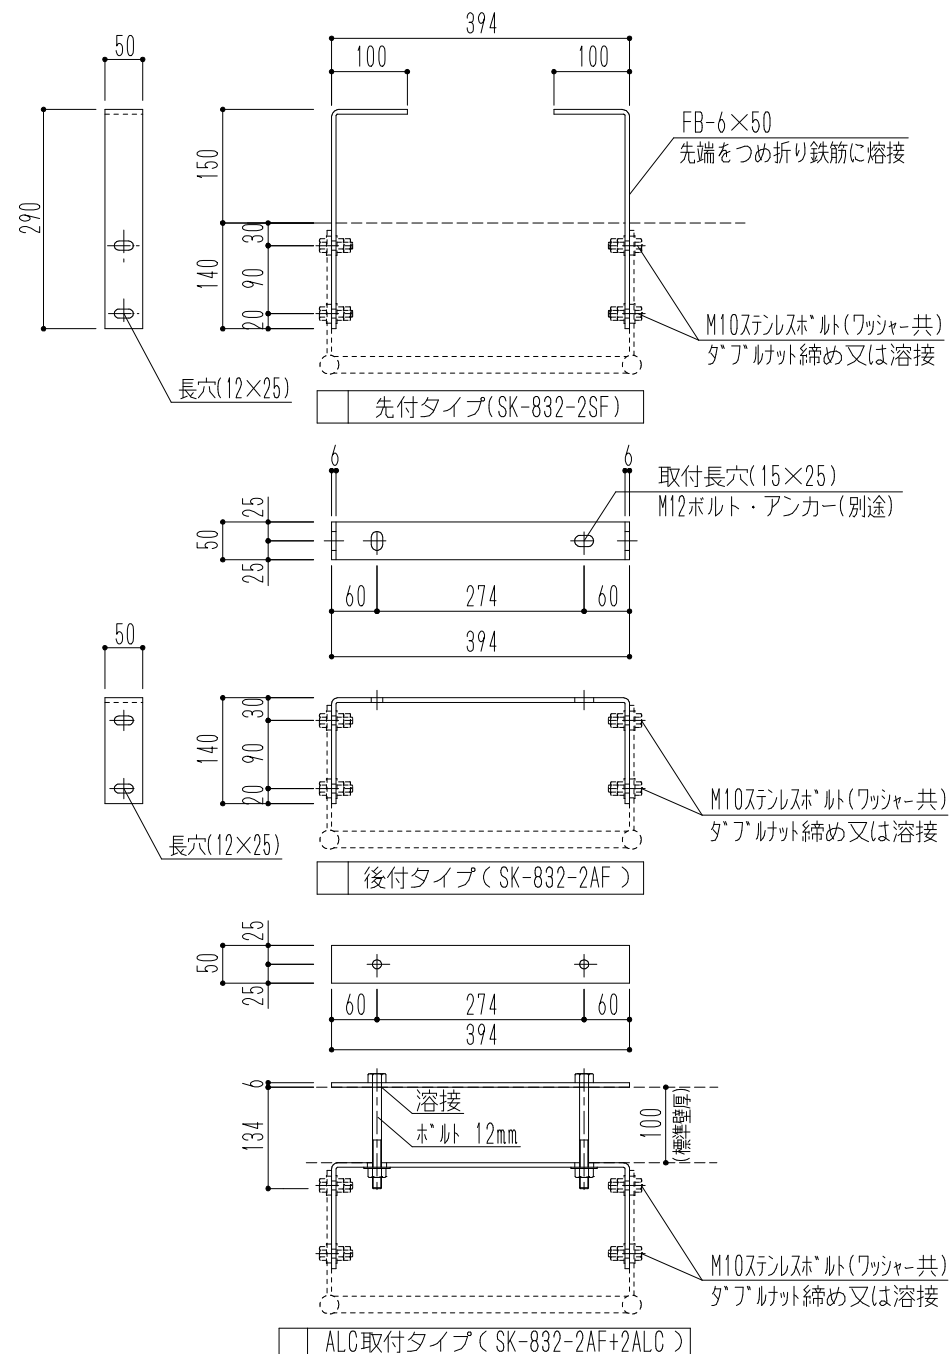 394
50
100
100
FB-6×50
先端をつめ折り鉄筋に熔接
150
290
30
140
90
20
M10ステンレスボルト(ワッシャー共)
ダブルナット締め又は溶接
長穴(12×25)
先付タイプ(SK-832-2SF)
6
6
取付長穴(15×25)
M12ボルト・アンカー(別途)
25
50
25
60
274
60
394
50
30
140
90
20
M10ステンレスボルト(ワッシャー共)
ダブルナット締め又は溶接
長穴(12×25)
後付タイプ( SK-832-2AF )
25
50
25
60
274
60
394
6
溶接
134
ボルト 12mm
100
(標準壁厚)
M10ステンレスボルト(ワッシャー共)
ダブルナット締め又は溶接
ALC取付タイプ( SK-832-2AF+2ALC )